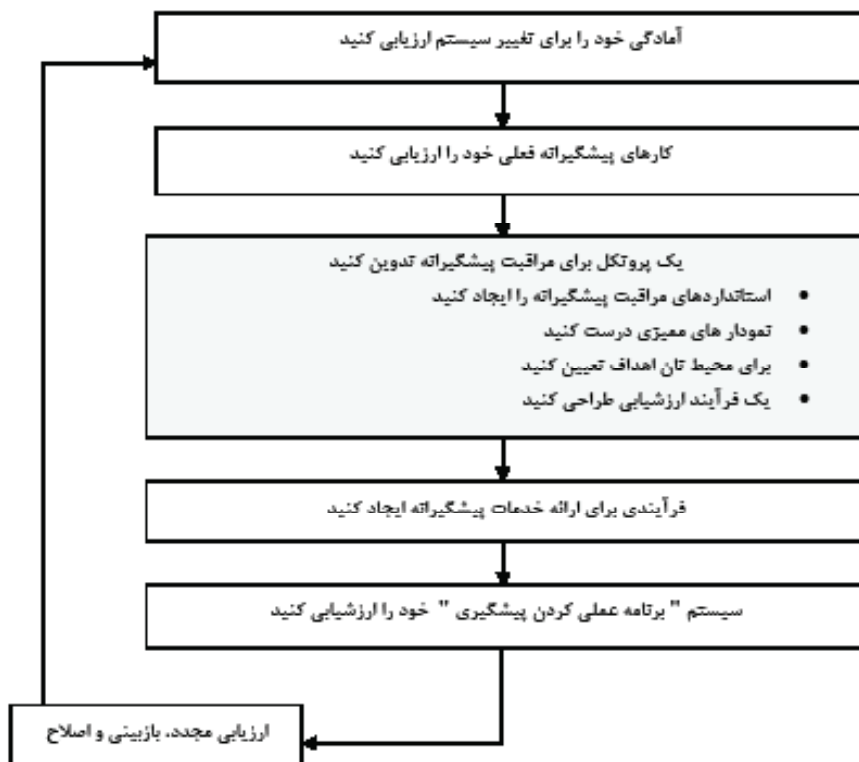 آمادگی خود را برای تغییر سیستم ارزیابی کنید
کارهای پیشگیرانه فعلی خود را ارزیابی کنید
یک پروتکل برای مراقبت پیشگیرانه تدوین کنید
• استانداردهای مراقبت پیشگیرانه را ایجاد کنید
• نمودار های ممیزی درست کنید
• برای محیط تان اهداف تعیین کنید
• یک فرآیند ارزشیابی طراحی کنید
فرآیندی برای ارائه خدمات پیشگیرانه ایجاد کنید
سیستم " برنامه عملی کردن پیشگیری " خود را ارزشیابی کنید
ارزیابی مجدد، بازبینی و اصلاح